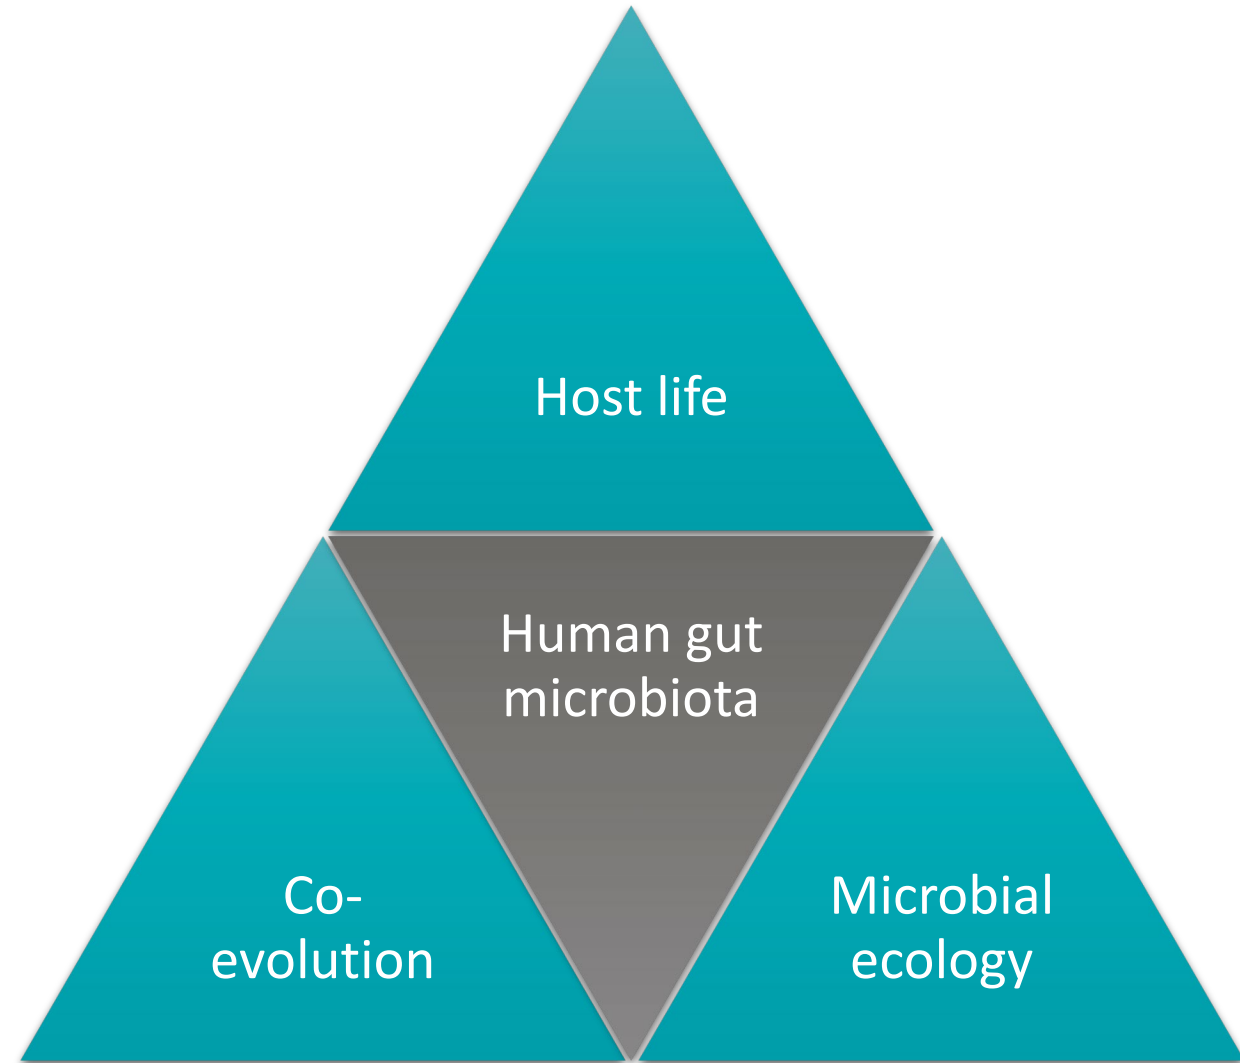 Host life
Human gut
microbiota
Co-
evolution
Microbial
ecology